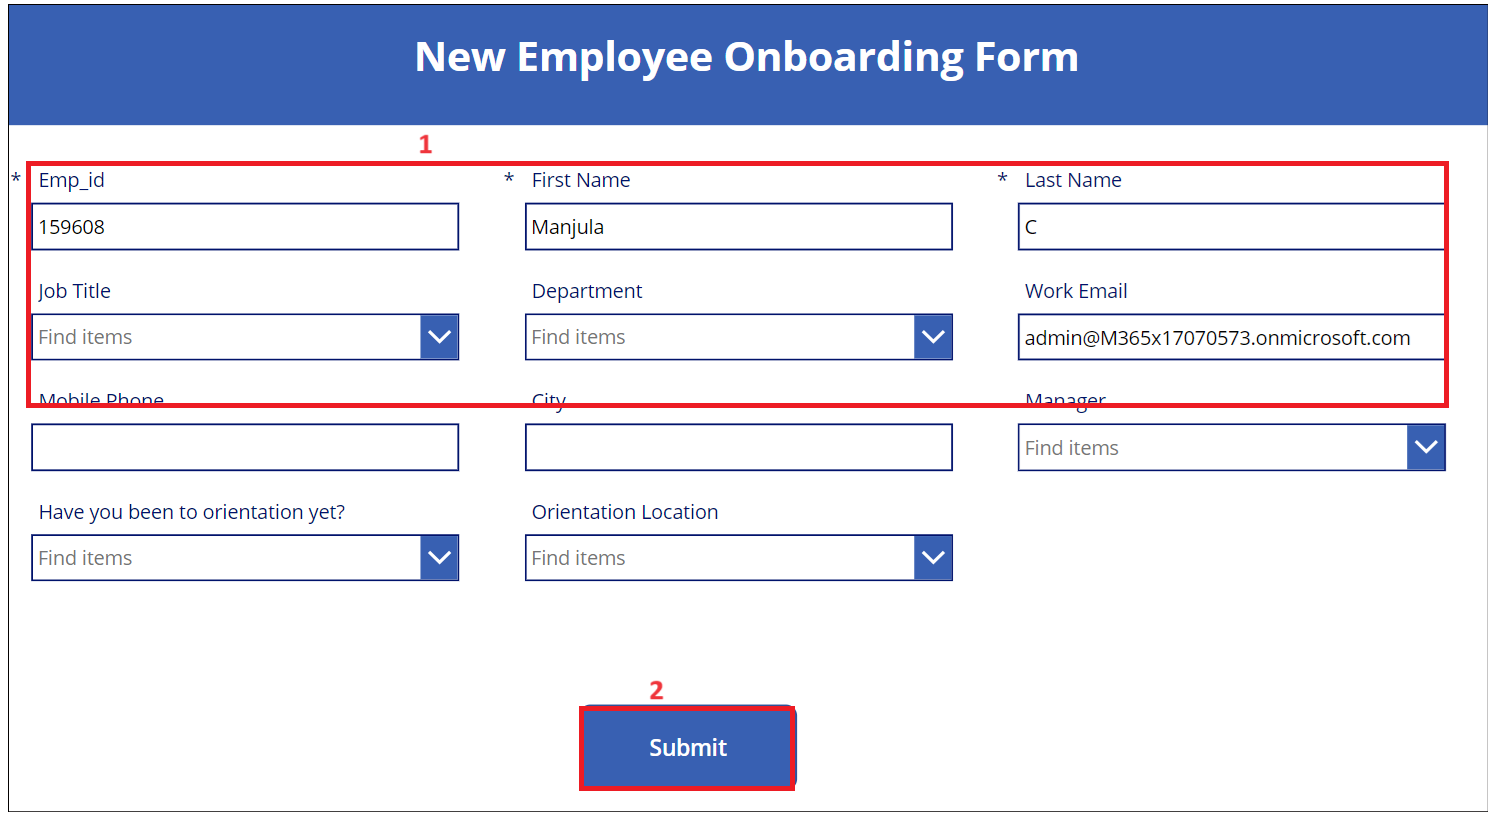 New Employee Onboarding Form
1
* Emp_id * First Name * Last Name
159608 Manjula C
Job Title Department Work Email
Find items Find items admin@M365x17070573.onmicrosoft.com
Mobile Phone City Manager
Find items
Have you been to orientation yet? Orientation Location
Find items Find items
2
Submit